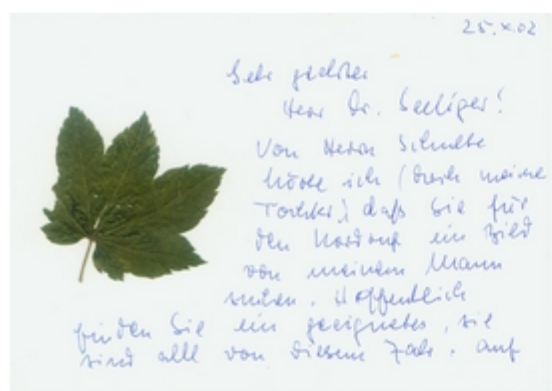 25.X.02
Sehr geehrter
Herr Dr. Seeliger!
Von Herrn Schulte
hörte ich (durch meine
Tochter) daß Sie für
den ein Bild
von meinem Mann
suchen. Hoffentlich
finden Sie ein geeignetes, sie
sind alle von diesem Jahr. Auf